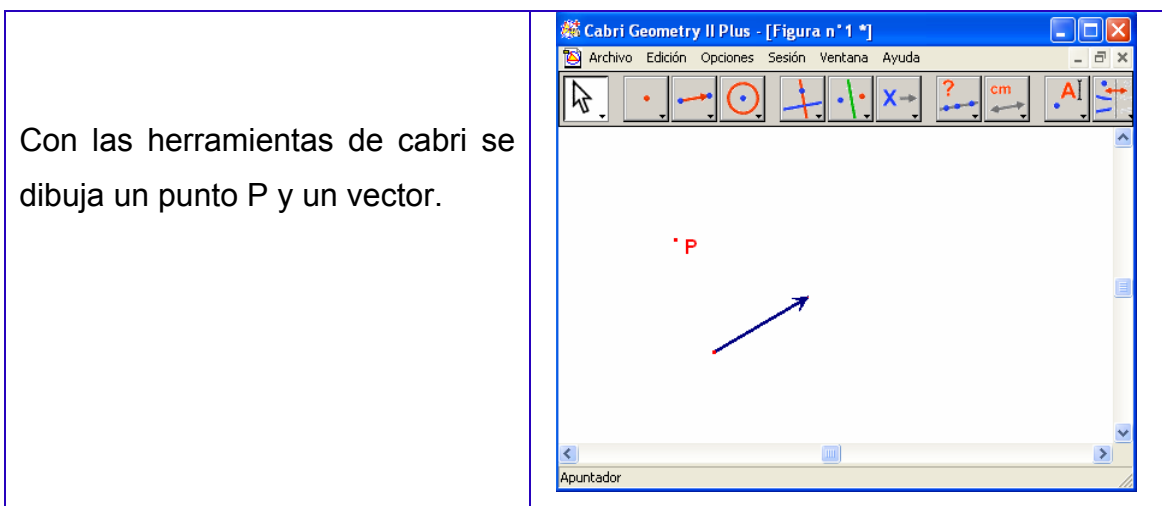 Con las herramientas de cabri se
dibuja un punto P y un vector.
Cabri Geometry II Plus - [Figura n°1 *]
Archivo Edición Opciones Sesión Ventana Ayuda
X ? cm A
P
Apuntador